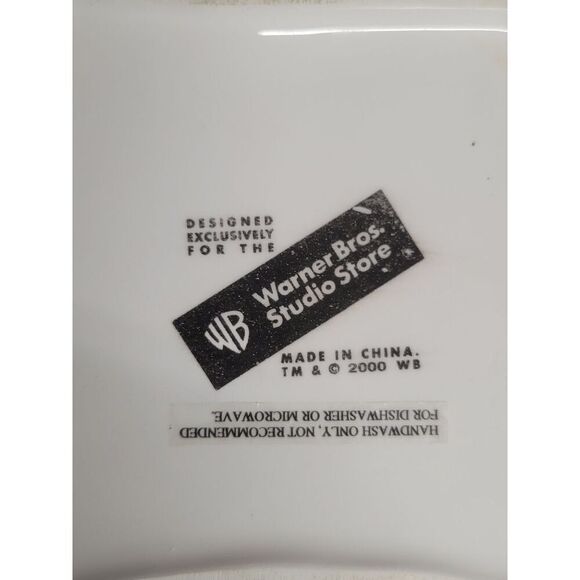 DESIGNED
EXCLUSIVELY
FOR THE
WB
Warner Bros.
Studio Store
MADE IN CHINA.
TM & © 2000 WB
HANDWASH ONLY, NOT RECOMMENDED
FOR DISHWASHER OR MICROWAVE.